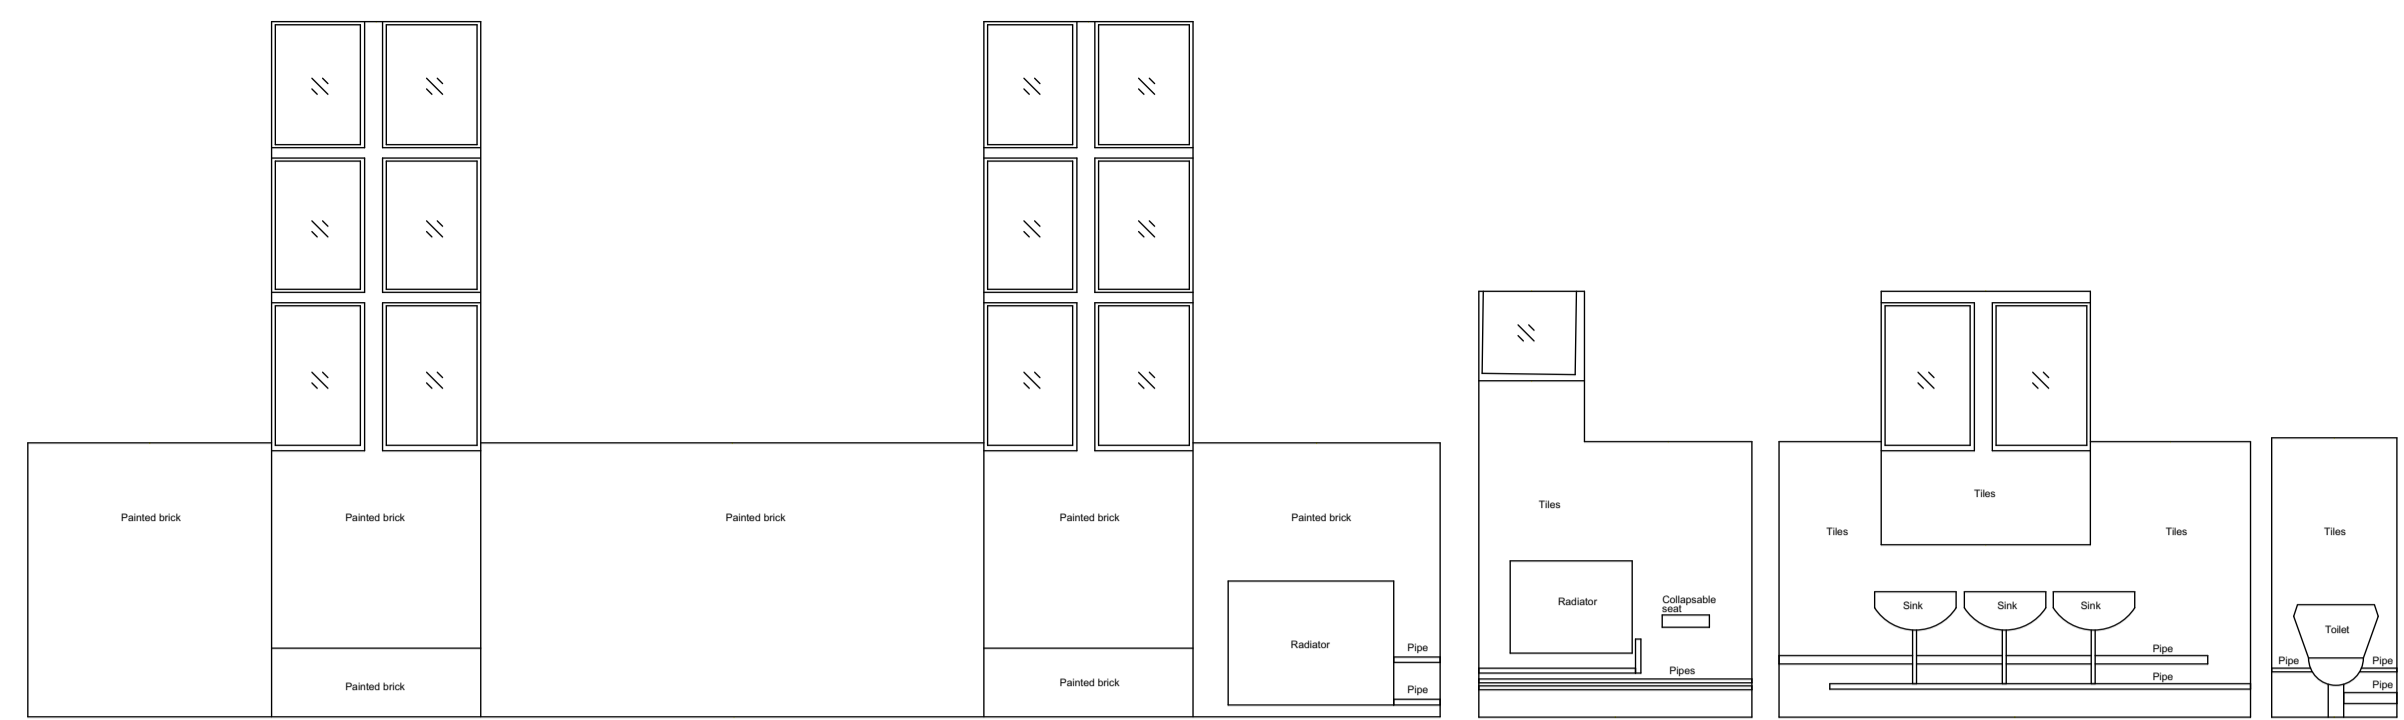 Painted brick
Painted brick
Painted brick
Painted brick
Painted brick
Painted brick
Painted brick
Radiator
Pipe
Pipe
Tiles
Radiator
Collapsable
seat
Pipes
Tiles
Tiles
Tiles
Sink
Sink
Sink
Pipe
Pipe
Tiles
Toilet
Pipe
Pipe
Pipe